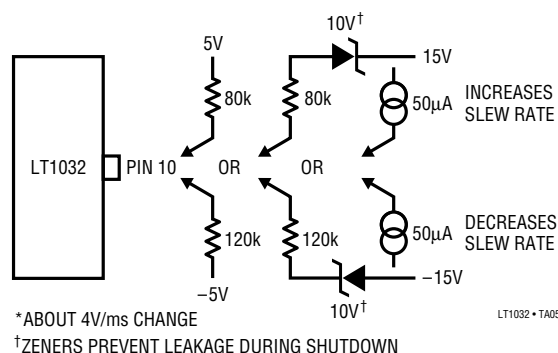 10V†
5V
15V
80k
80k
50µA
INCREASES
SLEW RATE
LT1032
PIN 10
OR
OR
120k
120k
50µA
DECREASES
SLEW RATE
–5V
–15V
10V†
LT1032 • TA05
*ABOUT 4V/ms CHANGE
†ZENERS PREVENT LEAKAGE DURING SHUTDOWN